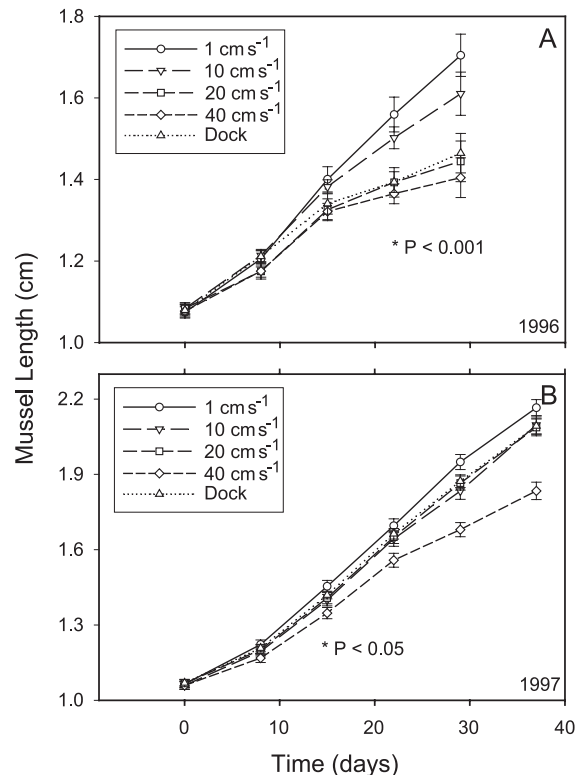 A
1 cm s⁻¹
10 cm s⁻¹
20 cm s⁻¹
40 cm s⁻¹
Dock
1.8
1.6
1.4
1.2
1.0
* P < 0.001
1996
Mussel Length (cm)
B
1 cm s⁻¹
10 cm s⁻¹
20 cm s⁻¹
40 cm s⁻¹
Dock
2.2
1.9
1.6
1.3
1.0
* P < 0.05
1997
0 10 20 30 40
Time (days)